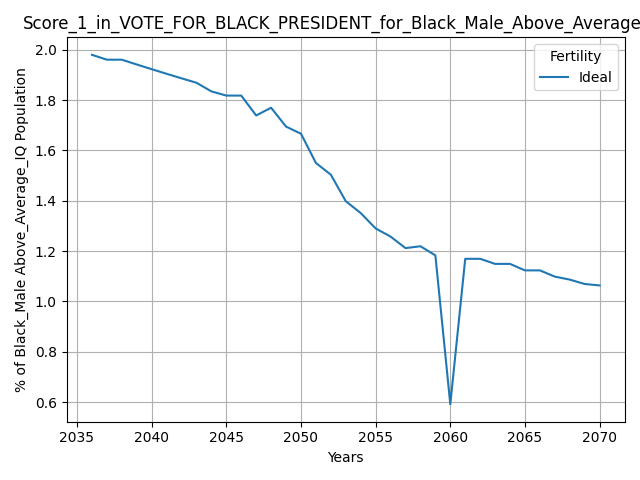 Score_1_in_VOTE_FOR_BLACK_PRESIDENT_for_Black_Male_Above_Average
% of Black_Male Above_Average_IQ Population
2.0
1.8
1.6
1.4
1.2
1.0
0.8
0.6
Fertility
Ideal
2035 2040 2045 2050 2055 2060 2065 2070
Years